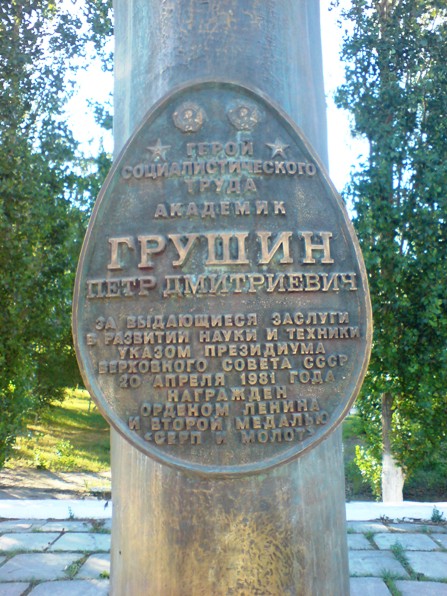 ГЕРОЙ
СОЦИАЛИСТИЧЕСКОГО
ТРУДА
АКАДЕМИК
ГРУШИН
ПЕТР ДМИТРИЕВИЧ
ЗА ВЫДАЮЩИЕСЯ ЗАСЛУГИ
В РАЗВИТИИ НАУКИ И ТЕХНИКИ
УКАЗОМ ПРЕЗИДИУМА
ВЕРХОВНОГО СОВЕТА СССР
20 АПРЕЛЯ 1981 ГОДА
НАГРАЖДЕН
ОРДЕНОМ ЛЕНИНА
И ВТОРОЙ МЕДАЛЬЮ
«СЕРП И МОЛОТ»